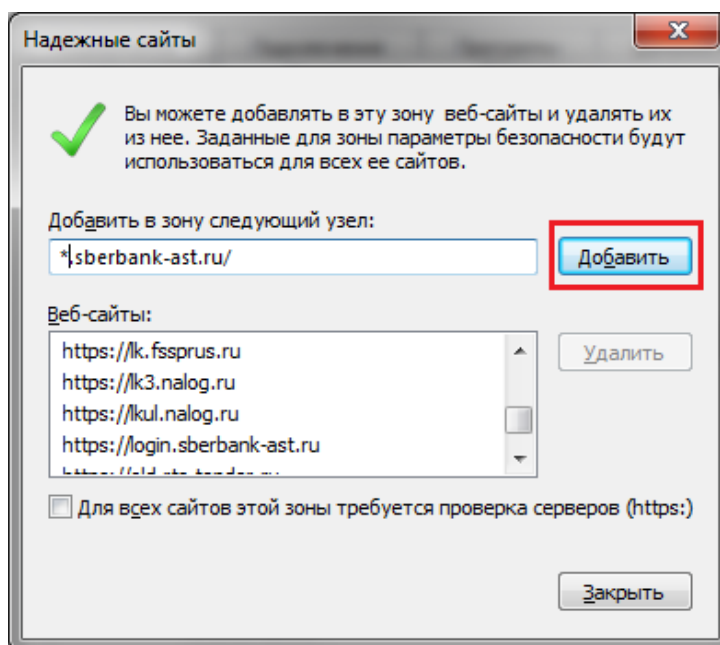 Надежные сайты
Вы можете добавлять в эту зону веб-сайты и удалять их
из нее. Заданные для зоны параметры безопасности будут
использоваться для всех ее сайтов.
Добавить в зону следующий узел:
*.sberbank-ast.ru/
Добавить
Веб-сайты:
https://lk.fssprus.ru
https://lk3.nalog.ru
https://lkul.nalog.ru
https://login.sberbank-ast.ru
Удалить
Для всех сайтов этой зоны требуется проверка серверов (https:)
Закрыть